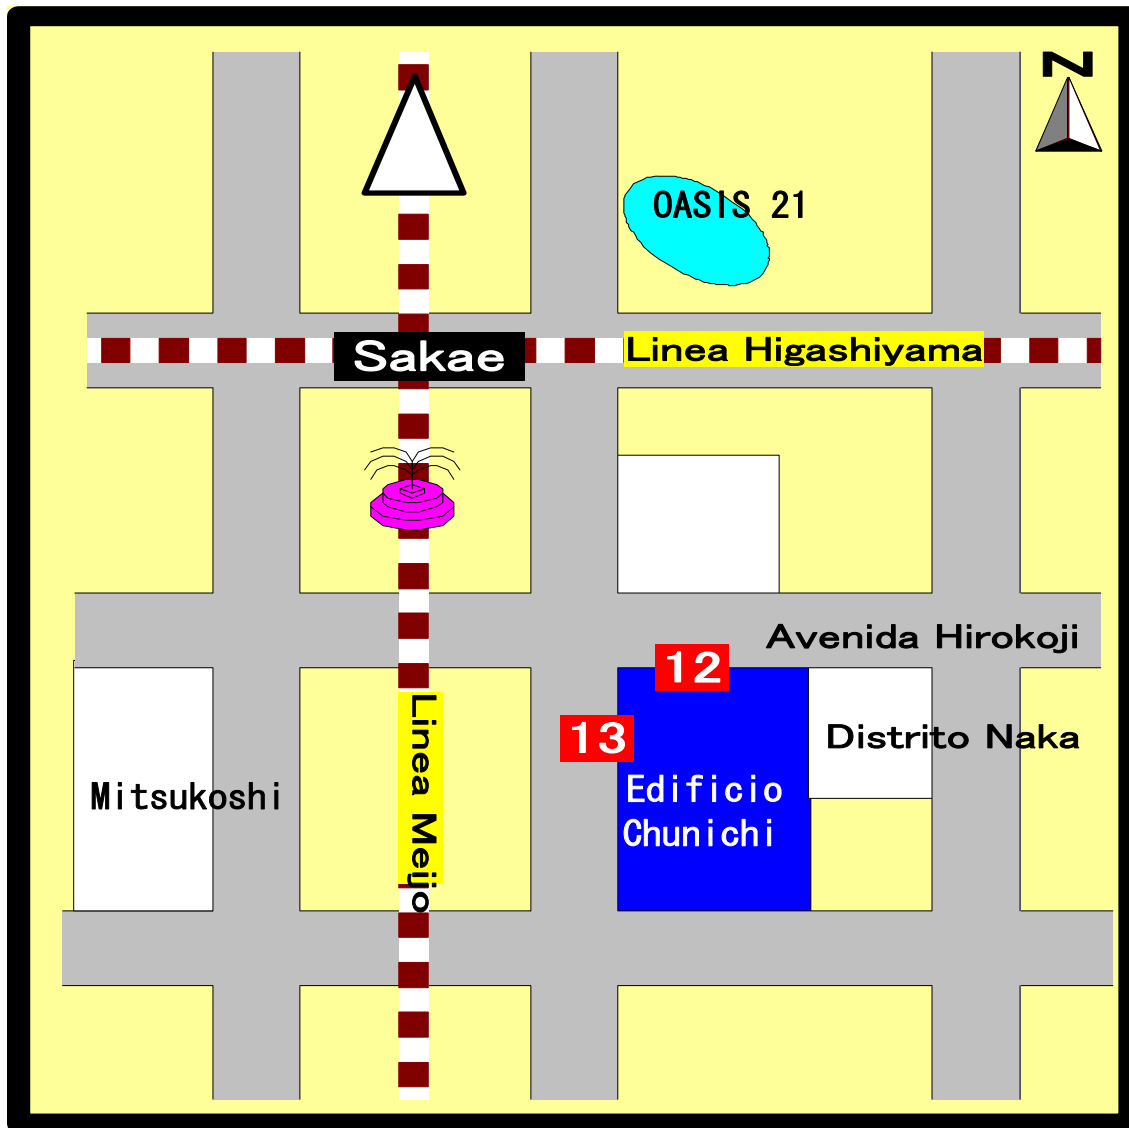 N
OASIS 21
Sakae
Linea Higashiyama
Avenida Hirokoji
12
13
Linea Meijo
Distrito Naka
Mitsukoshi
Edificio
Chunichi